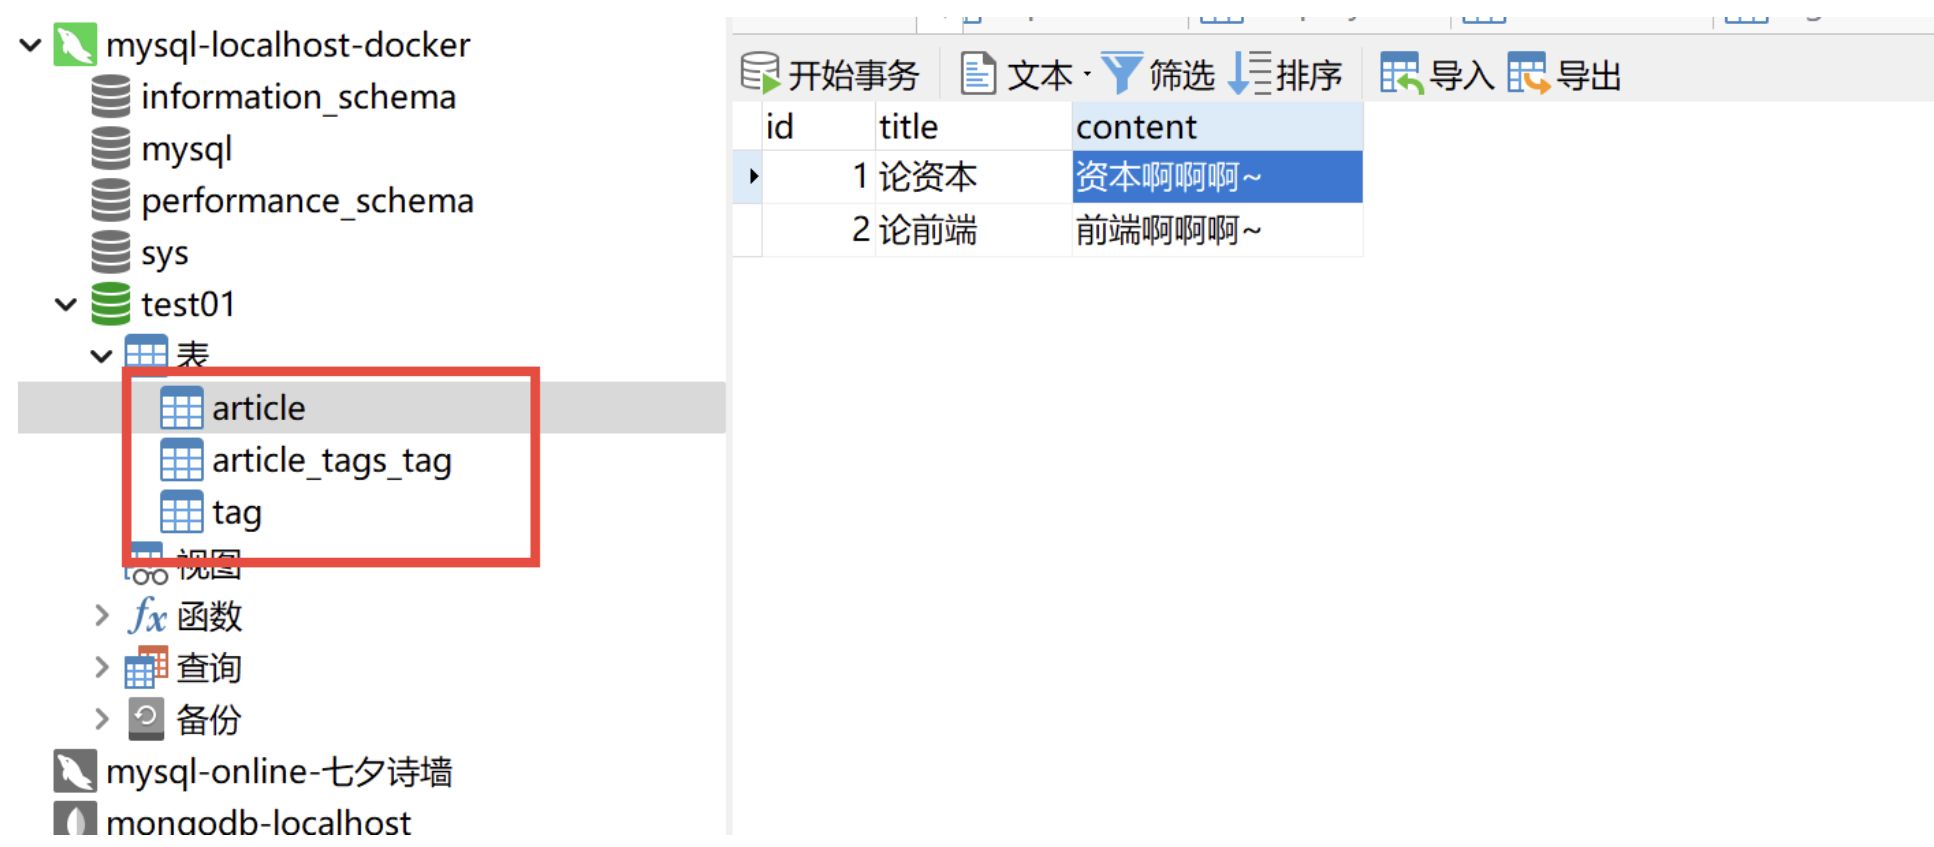 mysql-localhost-docker
information_schema
mysql
performance_schema
sys
test01
表
article
article_tags_tag
tag
视图
函数
查询
备份
mysql-online-七夕诗墙
mongodb-localhost
开始事务 文本 筛选 排序 导入 导出
id title content
1 论资本 资本啊啊啊~
2 论前端 前端啊啊啊~